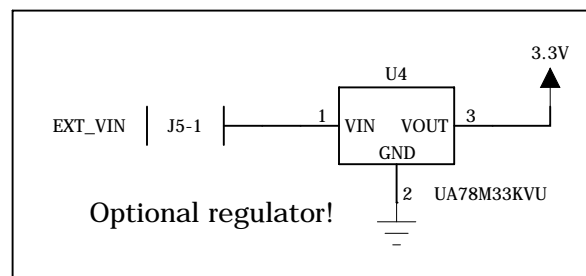 3.3V
U4
EXT_VIN J5-1 1 VIN VOUT 3
GND
2 UA78M33KVU
Optional regulator!